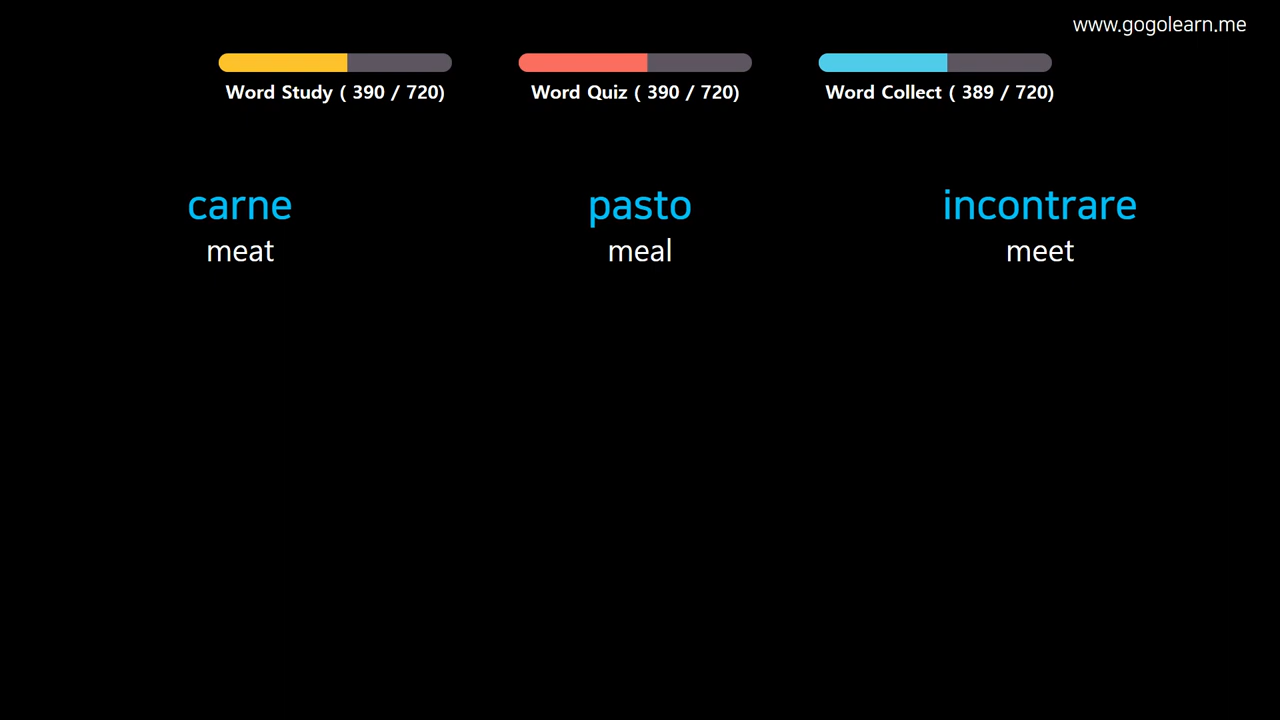 www.gogolearn.me
Word Study ( 390 / 720)
Word Quiz ( 390 / 720)
Word Collect ( 389 / 720)
carne
meat
pasto
meal
incontrare
meet